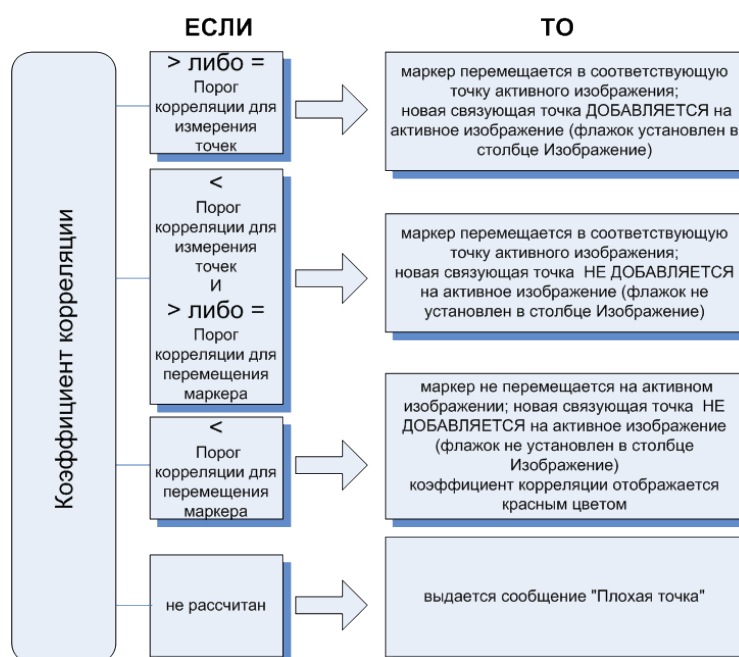 ЕСЛИ
ТО
Коэффициент корреляции
> либо =
Порог
корреляции для
измерения
точек
маркер перемещается в соответствующую
точку активного изображения;
новая связующая точка ДОБАВЛЯЕТСЯ на
активное изображение (флажок установлен в
столбце Изображение)
<
Порог
корреляции для
измерения
точек
И
> либо =
Порог
корреляции для
перемещения
маркера
маркер перемещается в соответствующую
точку активного изображения;
новая связующая точка НЕ ДОБАВЛЯЕТСЯ
на активное изображение (флажок не
установлен в столбце Изображение)
<
Порог
корреляции для
перемещения
маркера
маркер не перемещается на активном
изображении; новая связующая точка НЕ
ДОБАВЛЯЕТСЯ на активное изображение
(флажок не установлен в столбце
Изображение)
коэффициент корреляции отображается
красным цветом
не рассчитан
выдается сообщение "Плохая точка"